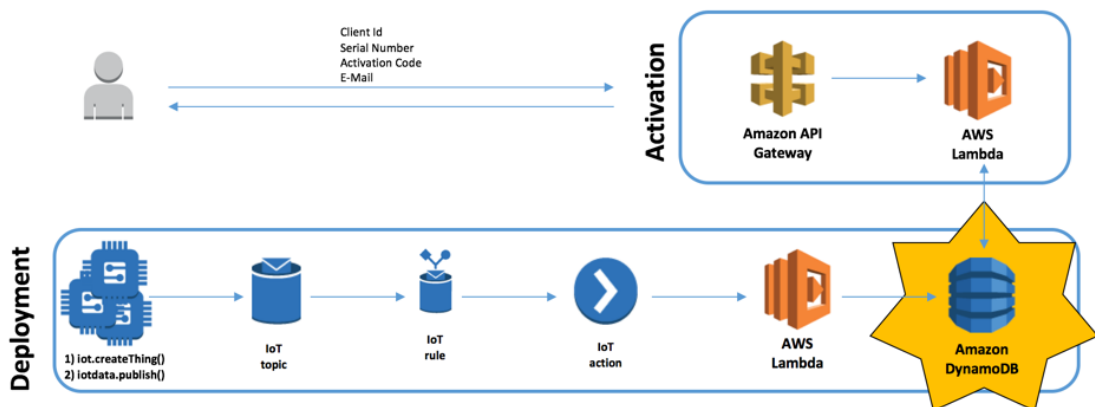 Client Id
Serial Number
Activation Code
E-Mail
Activation
Amazon API
Gateway
AWS
Lambda
Deployment
1) iot.createThing()
2) iotdata.publish()
IoT
topic
IoT
rule
IoT
action
AWS
Lambda
Amazon
DynamoDB